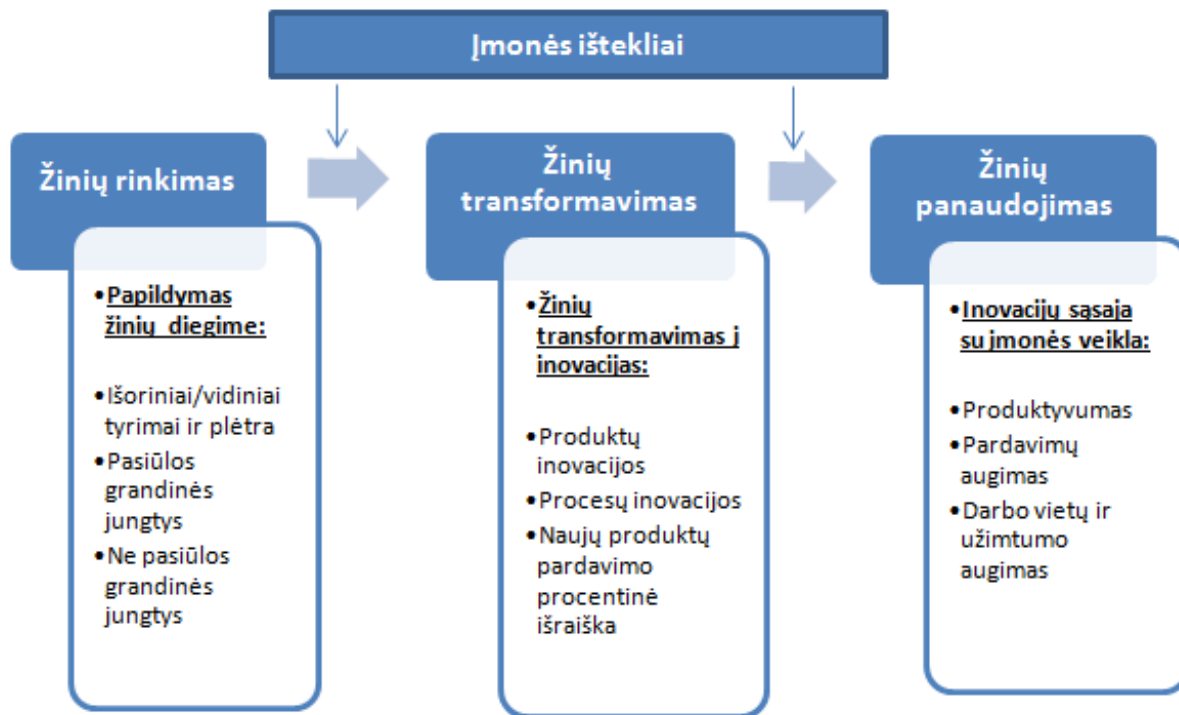 Įmonės ištekliai
Žinių rinkimas
•Papildymas
žinių diegime:
•Išoriniai/vidiniai
tyrimai ir plėtra
•Pasiūlos
grandinės
jungtys
•Ne pasiūlos
grandinės
jungtys
Žinių
transformavimas
•Žinių
transformavimas į
inovacijas:
•Produktų
inovacijos
•Procesų inovacijos
•Naujų produktų
pardavimo
procentinė
išraiška
Žinių
panaudojimas
•Inovacijų sąsaja
su įmonės veikla:
•Produktyvumas
•Pardavimų
augimas
•Darbo vietų ir
užimtumo
augimas